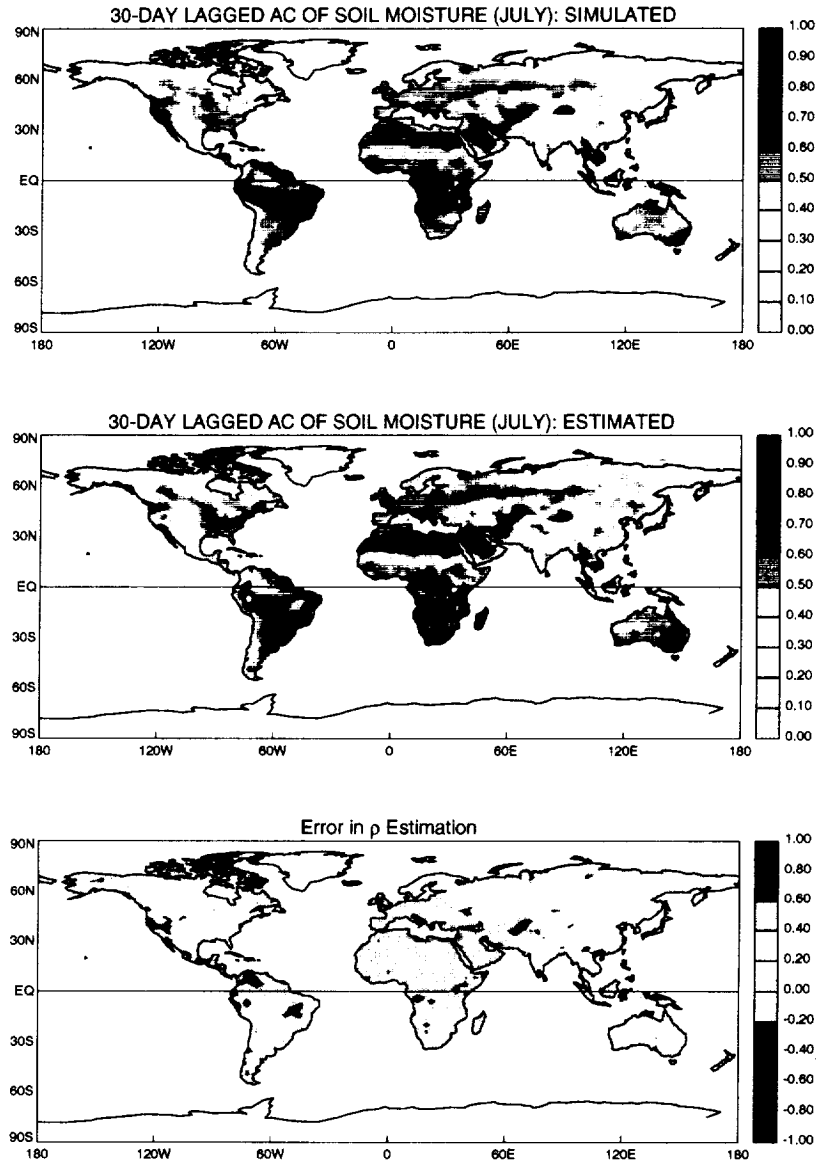 30-DAY LAGGED AC OF SOIL MOISTURE (JULY): SIMULATED
90N
60N
30N
EQ
30S
60S
90S
180
120W
60W
0
60E
120E
180
1.00
0.90
0.80
0.70
0.60
0.50
0.40
0.30
0.20
0.10
0.00
30-DAY LAGGED AC OF SOIL MOISTURE (JULY): ESTIMATED
90N
60N
30N
EQ
30S
60S
90S
180
120W
60W
0
60E
120E
180
1.00
0.90
0.80
0.70
0.60
0.50
0.40
0.30
0.20
0.10
0.00
Error in ρ Estimation
90N
60N
30N
EQ
30S
60S
90S
180
120W
60W
0
60E
120E
180
1.00
0.80
0.60
0.40
0.20
0.00
-0.20
-0.40
-0.60
-0.80
-1.00